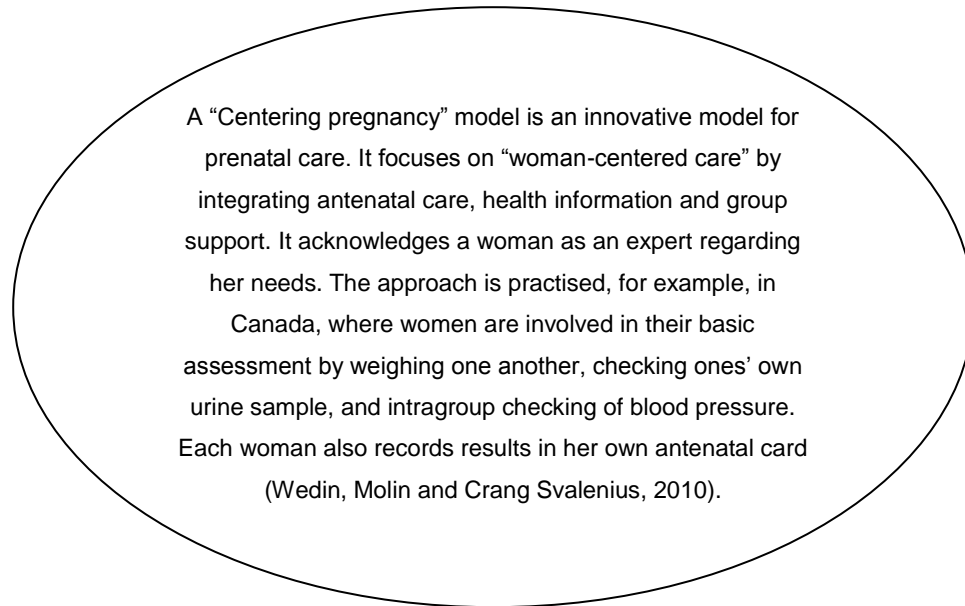 A “Centering pregnancy” model is an innovative model for
prenatal care. It focuses on “woman-centered care” by
integrating antenatal care, health information and group
support. It acknowledges a woman as an expert regarding
her needs. The approach is practised, for example, in
Canada, where women are involved in their basic
assessment by weighing one another, checking ones’ own
urine sample, and intragroup checking of blood pressure.
Each woman also records results in her own antenatal card
(Wedin, Molin and Crang Svalenius, 2010).